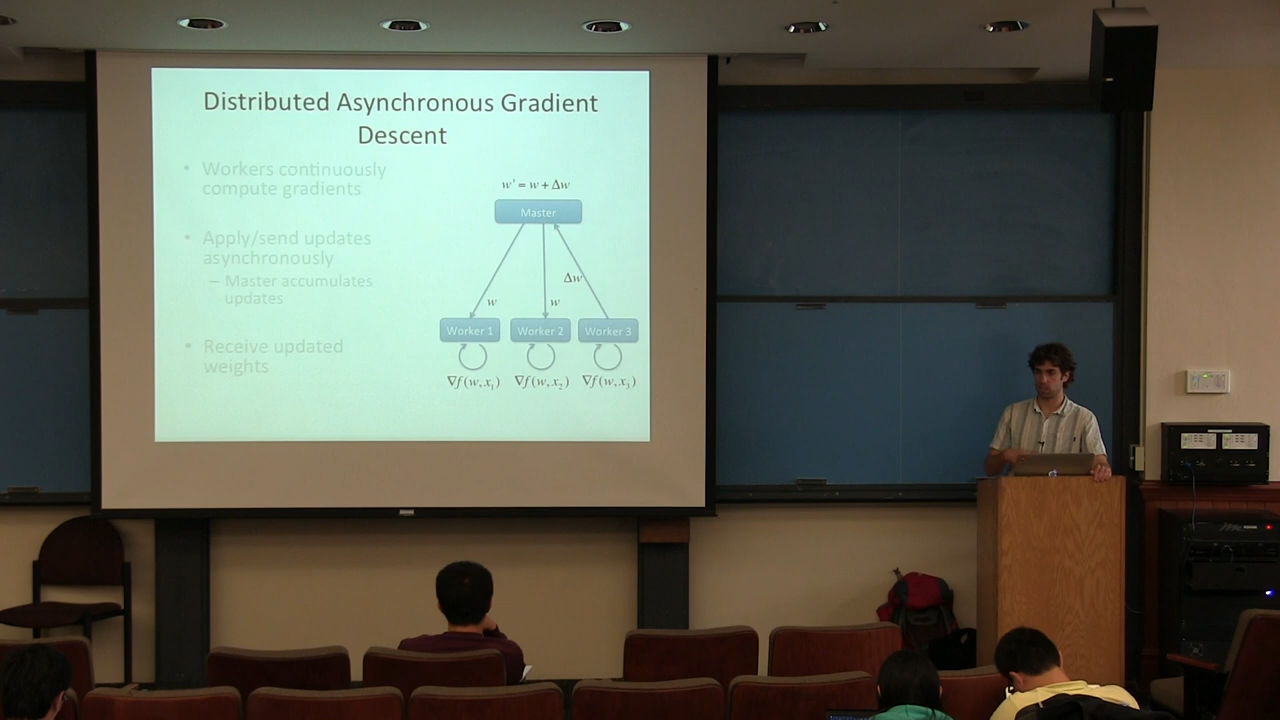 Distributed Asynchronous Gradient
Descent
• Workers continuously
compute gradients
• Apply/send updates
asynchronously
– Master accumulates
updates
• Receive updated
weights
w' = w + Δw
Master
Δw
w
w
Worker 1
Worker 2
Worker 3
∇f(w,x₁)
∇f(w,x₂)
∇f(w,x₃)